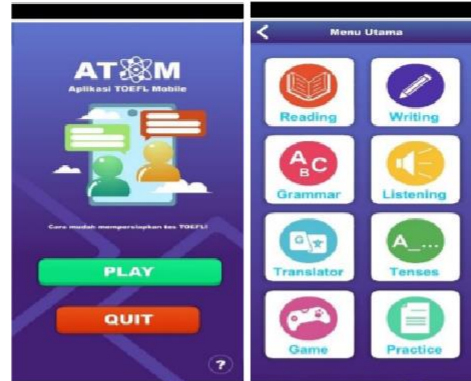 ATOM
Aplikasi TOEFL Mobile
Cara mudah mempersiapkan tes TOEFL!
PLAY
QUIT
?
Menu Utama
Reading
Writing
A B C
Grammar
Listening
G
Translator
A_...
Tenses
Game
Practice